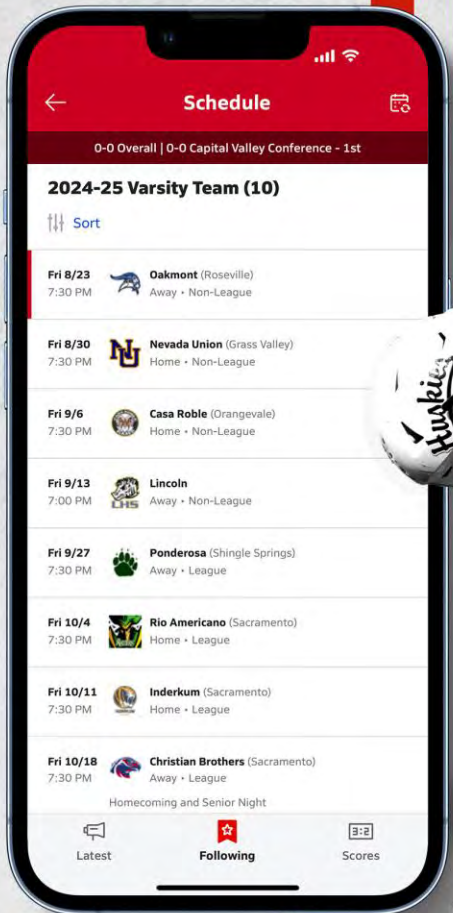 Schedule
0-0 Overall | 0-0 Capital Valley Conference - 1st
2024-25 Varsity Team (10)
Sort
Fri 8/23 Oakmont (Roseville)
7:30 PM Away • Non-League
Fri 8/30 NU Nevada Union (Grass Valley)
7:30 PM Home • Non-League
Fri 9/6 Casa Roble (Orangevale)
7:30 PM Home • Non-League
Fri 9/13 Lincoln
7:00 PM LHS Away • Non-League
Fri 9/27 Ponderosa (Shingle Springs)
7:30 PM Away • League
Fri 10/4 Rio Americano (Sacramento)
7:30 PM Home • League
Fri 10/11 Inderkum (Sacramento)
7:30 PM Home • League
Fri 10/18 Christian Brothers (Sacramento)
7:30 PM Away • League
Homecoming and Senior Night
Latest Following 3:2 Scores
Huskies